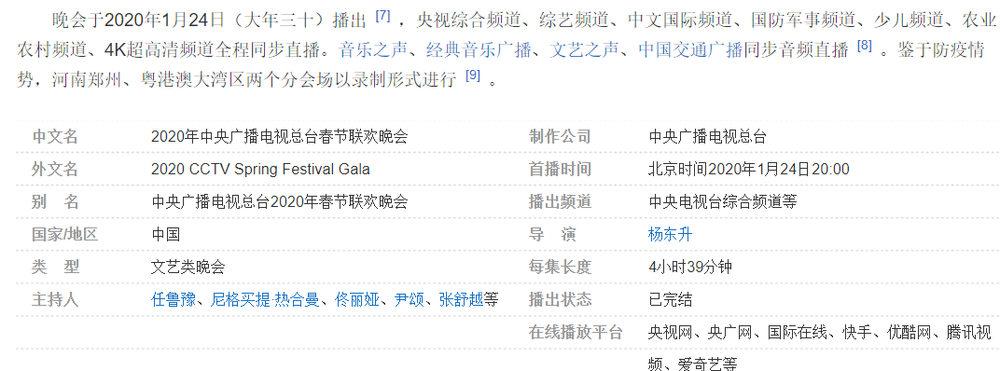 晚会于2020年1月24日（大年三十）播出 [7] ，央视综合频道、综艺频道、中文国际频道、国防军事频道、少儿频道、农业
农村频道、4K超高清频道全程同步直播。音乐之声、经典音乐广播、文艺之声、中国交通广播同步音频直播 [8] 。鉴于防疫情
势，河南郑州、粤港澳大湾区两个分会场以录制形式进行 [9] 。
中文名 2020年中央广播电视总台春节联欢晚会 制作公司 中央广播电视总台
外文名 2020 CCTV Spring Festival Gala 首播时间 北京时间2020年1月24日20:00
别 名 中央广播电视总台2020年春节联欢晚会 播出频道 中央电视台综合频道等
国家/地区 中国 导 演 杨东升
类 型 文艺类晚会 每集长度 4小时39分钟
主持人 任鲁豫、尼格买提·热合曼、佟丽娅、尹颂、张舒越等 播出状态 已完结
在线播放平台 央视网、央广网、国际在线、快手、优酷网、腾讯视
频、爱奇艺等